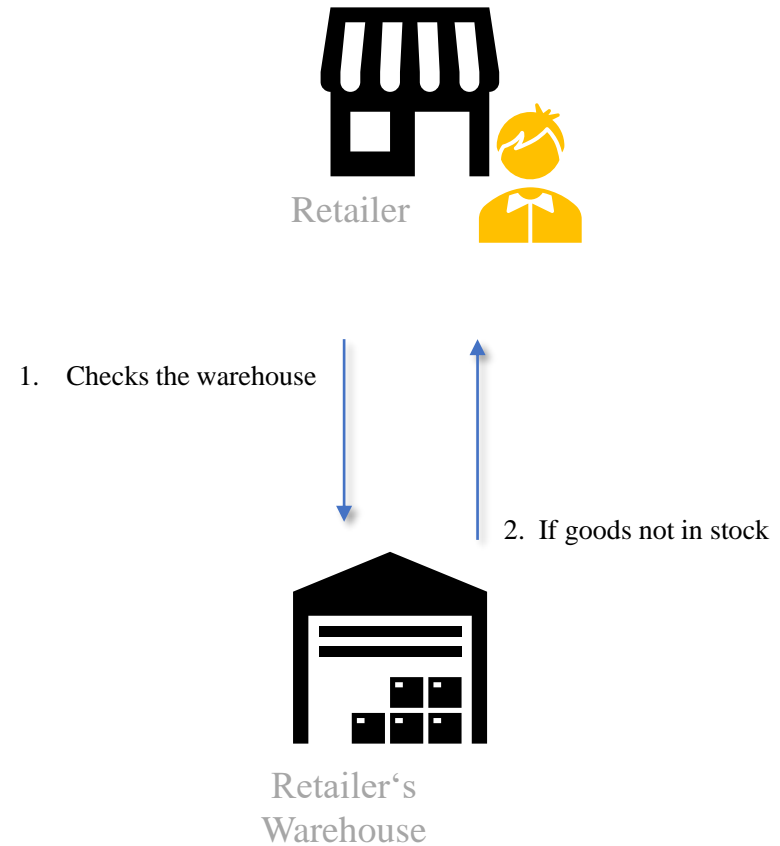 Retailer
1. Checks the warehouse
2. If goods not in stock
Retailer‘s
Warehouse